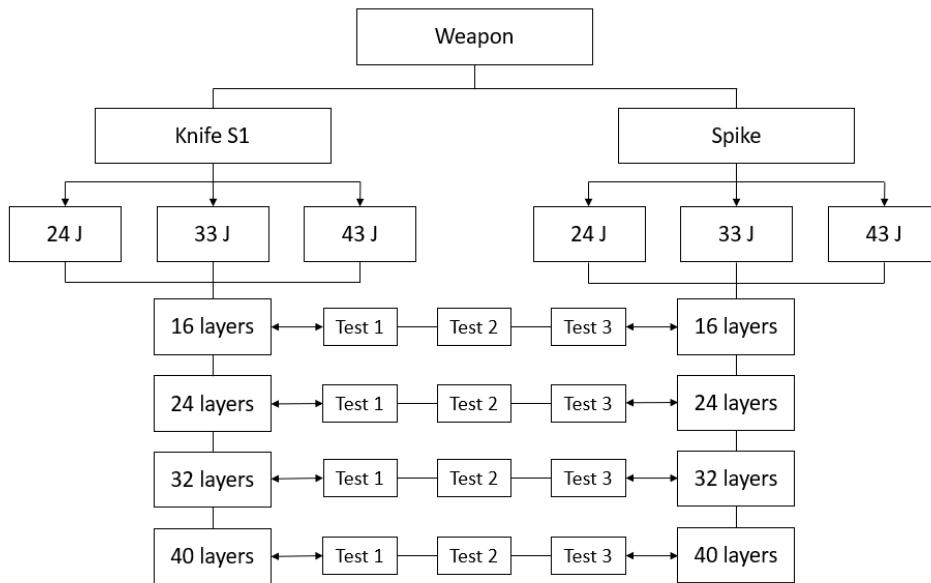 Weapon
Knife S1 Spike
24 J 33 J 43 J 24 J 33 J 43 J
16 layers Test 1 Test 2 Test 3 16 layers
24 layers Test 1 Test 2 Test 3 24 layers
32 layers Test 1 Test 2 Test 3 32 layers
40 layers Test 1 Test 2 Test 3 40 layers